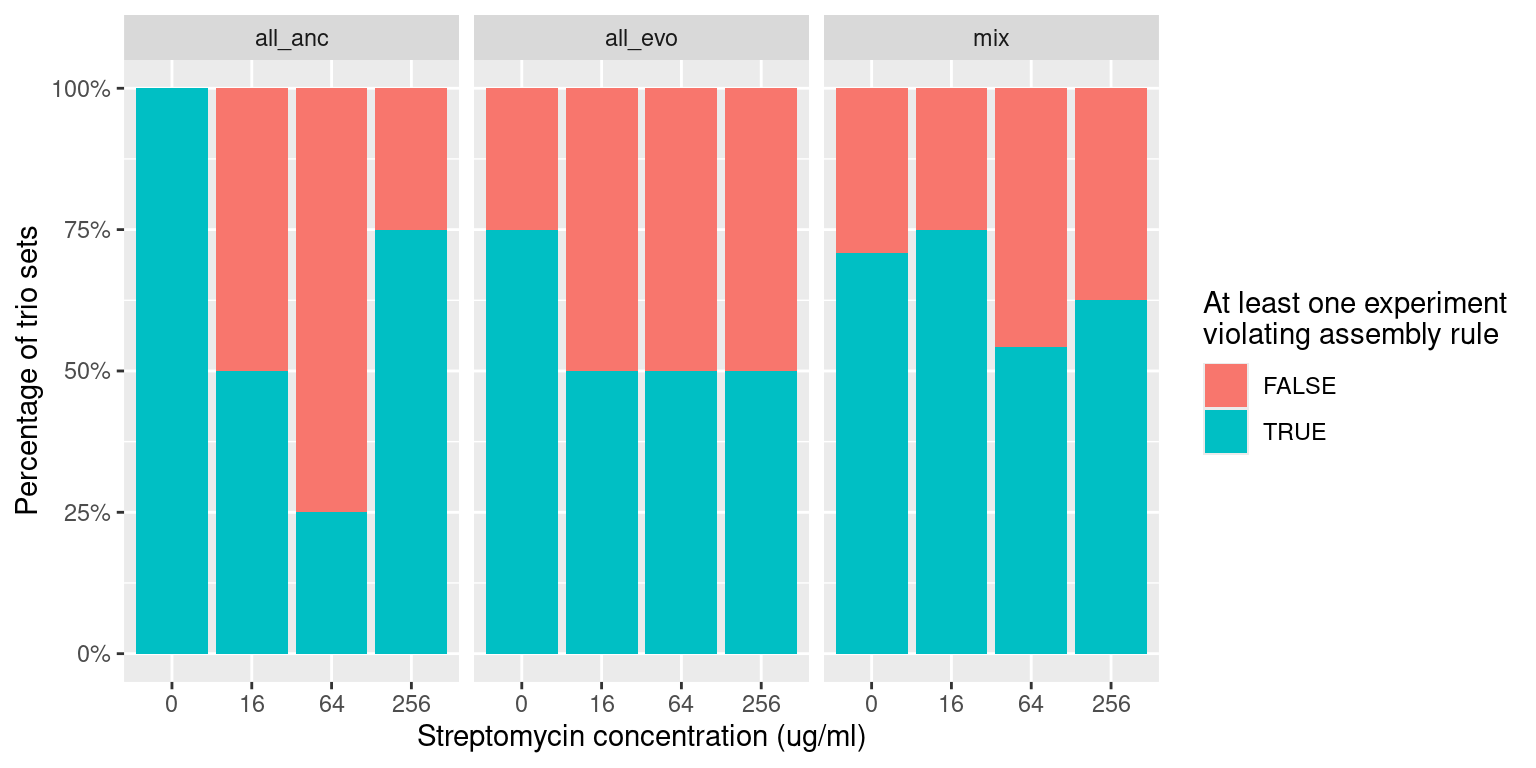 all_anc
all_evo
mix
100%
75%
50%
25%
0%
Percentage of trio sets
0 16 64 256
0 16 64 256
0 16 64 256
Streptomycin concentration (ug/ml)
At least one experiment
violating assembly rule
FALSE
TRUE